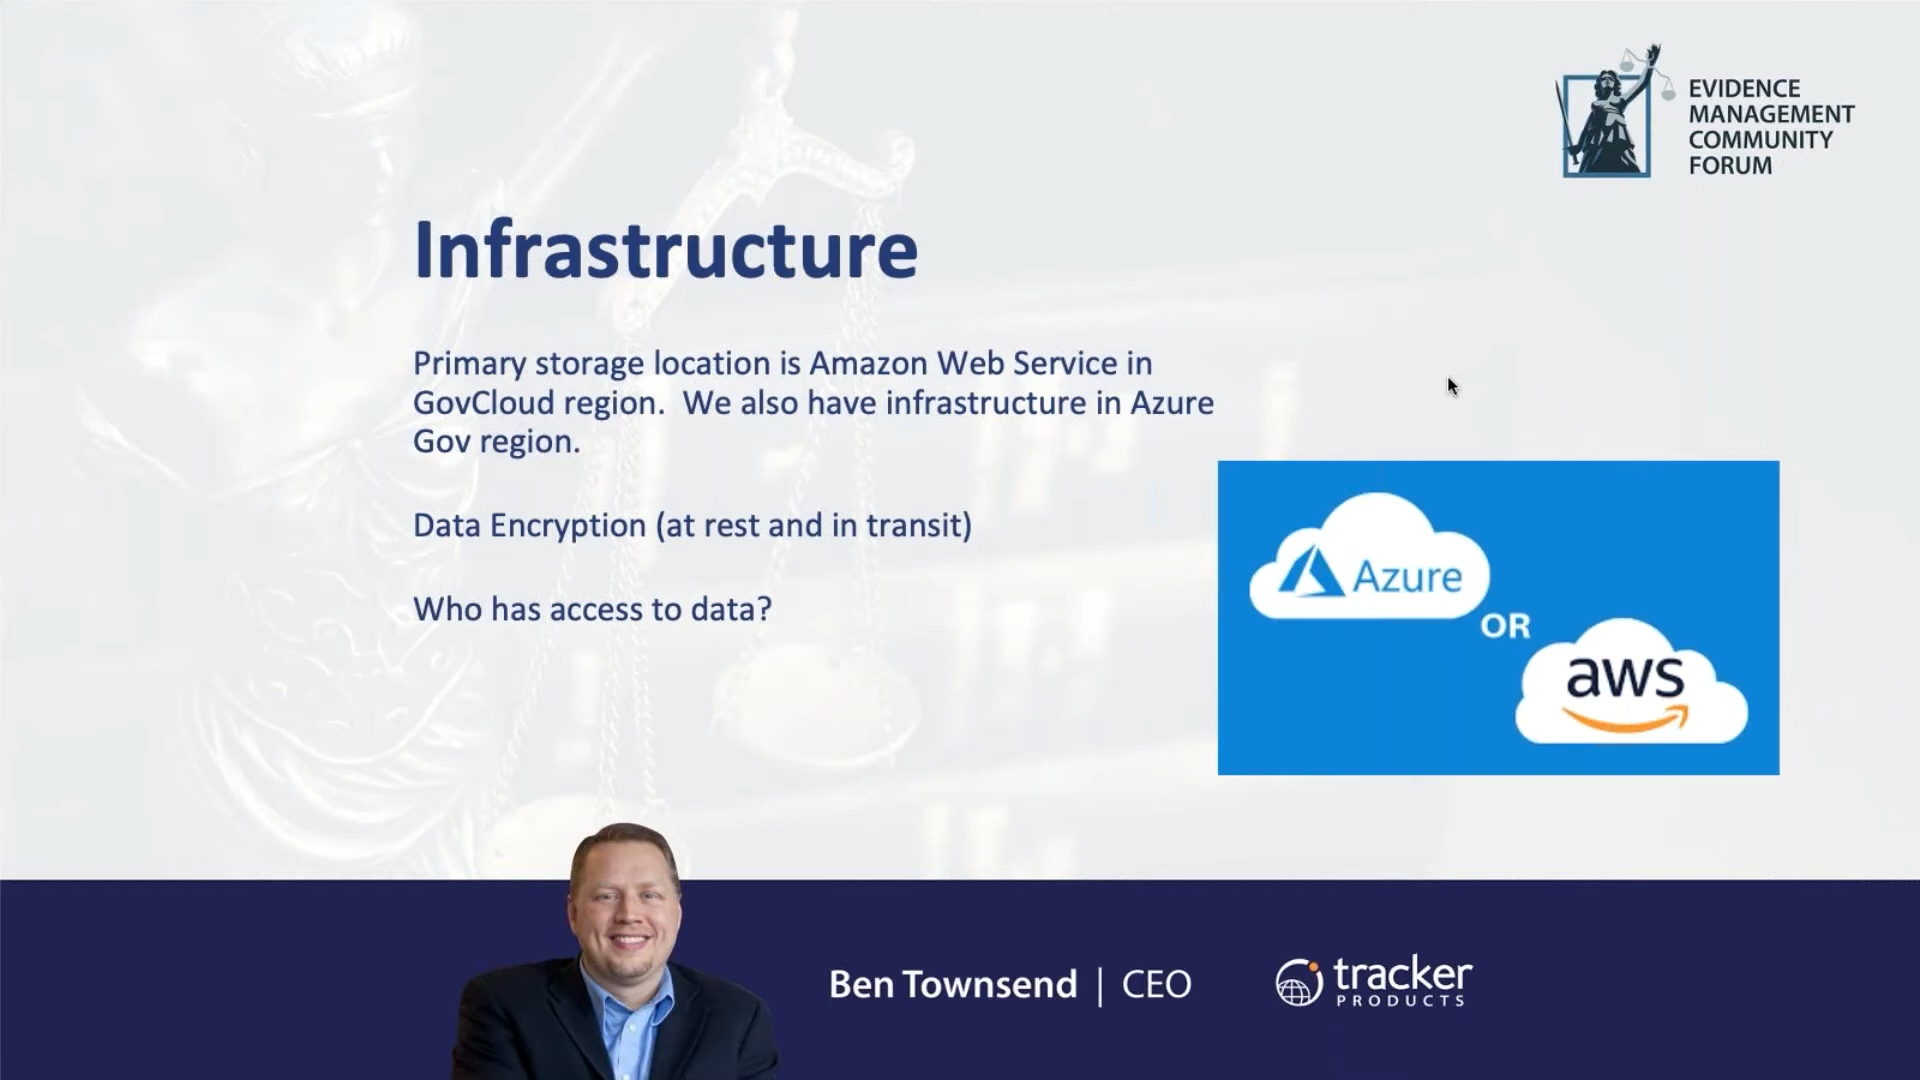 EVIDENCE
MANAGEMENT
COMMUNITY
FORUM
Infrastructure
Primary storage location is Amazon Web Service in
GovCloud region.  We also have infrastructure in Azure
Gov region.
Data Encryption (at rest and in transit)
Who has access to data?
Azure
OR
aws
Ben Townsend | CEO
tracker
PRODUCTS